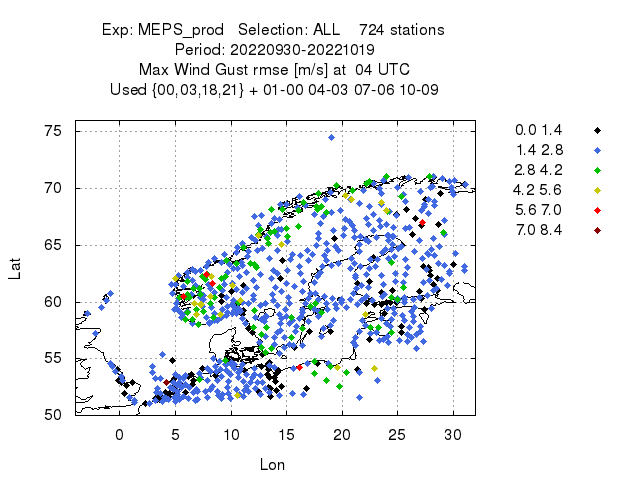 Exp: MEPS_prod   Selection: ALL    724 stations
Period: 20220930-20221019
Max Wind Gust rmse [m/s] at  04 UTC
Used {00,03,18,21} + 01-00 04-03 07-06 10-09
0.0 1.4
1.4 2.8
2.8 4.2
4.2 5.6
5.6 7.0
7.0 8.4
75
70
65
60
55
50
Lat
0 5 10 15 20 25 30
Lon